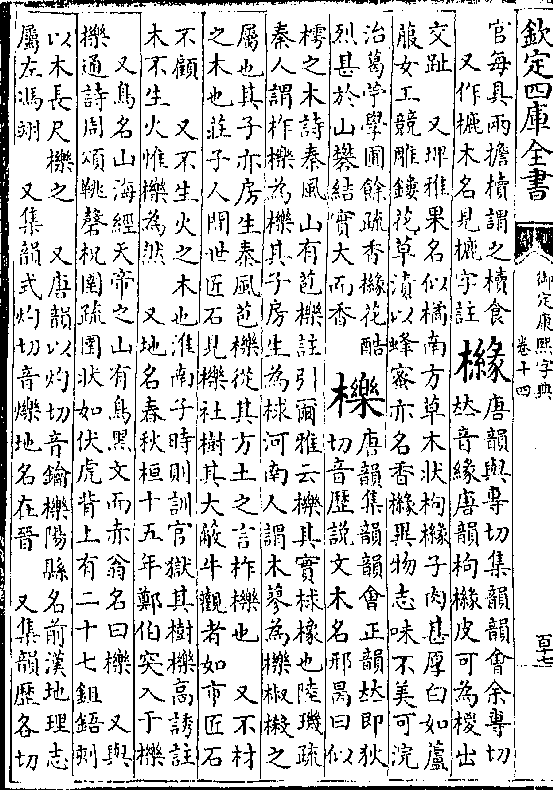 欽定四庫全書
御定康熙字典
卷十四
百七
官每具兩擔櫝謂之櫝食
又作櫨木名見櫨字註
櫞
唐韻與專切集韻韻會余專切
𠀤音緣唐韻枸櫞皮可為椶出
交趾　又埤雅果名似橘南方草木狀枸櫞子肉甚厚白如蘆
菔女工競雕鏤花草漬以蜂蜜亦名香櫞異物志味不美可浣
治葛苧學圃餘疏香櫞花酷
烈甚於山礬結實大而香
櫟
唐韻集韻韻會正韻𠀤即狄
切音歷說文木名邢昺曰似
樗之木詩秦風山有苞櫟註引爾雅云櫟其實梂橡也陸璣疏
秦人謂柞櫟為櫟其子房生為梂河南人謂木蓼為櫟椒樧之
屬也其子亦房生秦風苞櫟從其方土之言柞櫟也　又不材
之木也莊子人間世匠石見櫟社樹其大蔽牛觀者如市匠石
不顧　又不生火之木也淮南子時則訓官獄其樹櫟高誘註
木不生火惟櫟為然　又地名春秋桓十五年鄭伯突入于櫟
又鳥名山海經天帝之山有鳥黑文而赤翁名曰櫟　又與
櫟通詩周頌鞉磬柷圉疏圉狀如伏虎背上有二十七鉏鋙刻
以木長尺櫟之　又唐韻以灼切音鑰櫟陽縣名前漢地理志
屬左馮翊　又集韻式灼切音爍地名在晉　又集韻歷各切